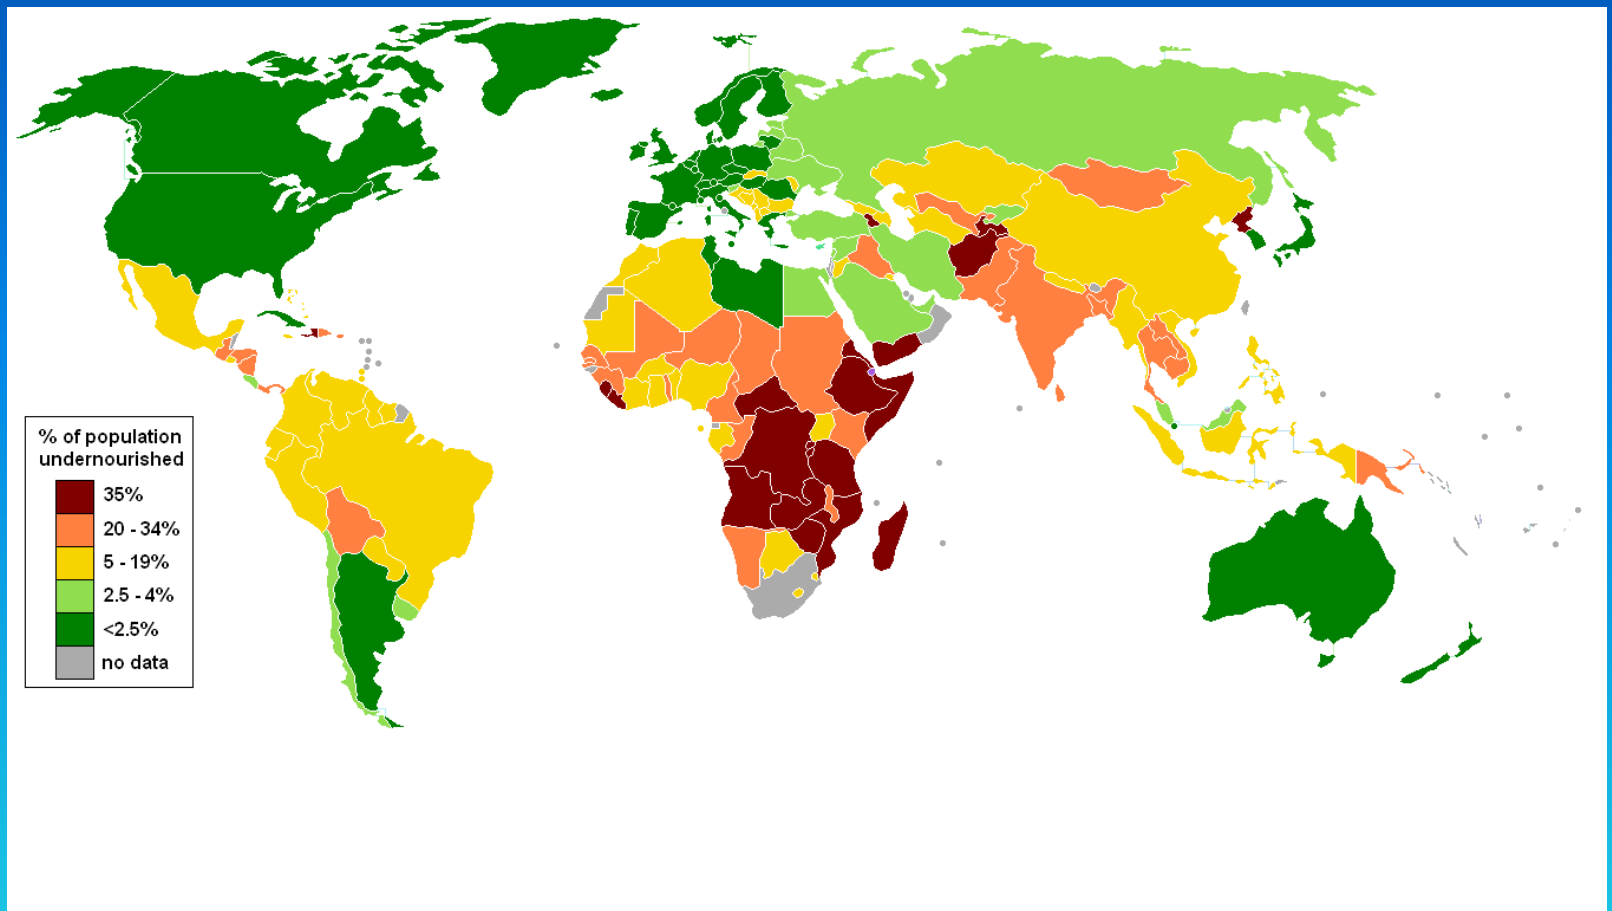 % of population
undernourished
35%
20 - 34%
5 - 19%
2.5 - 4%
<2.5%
no data